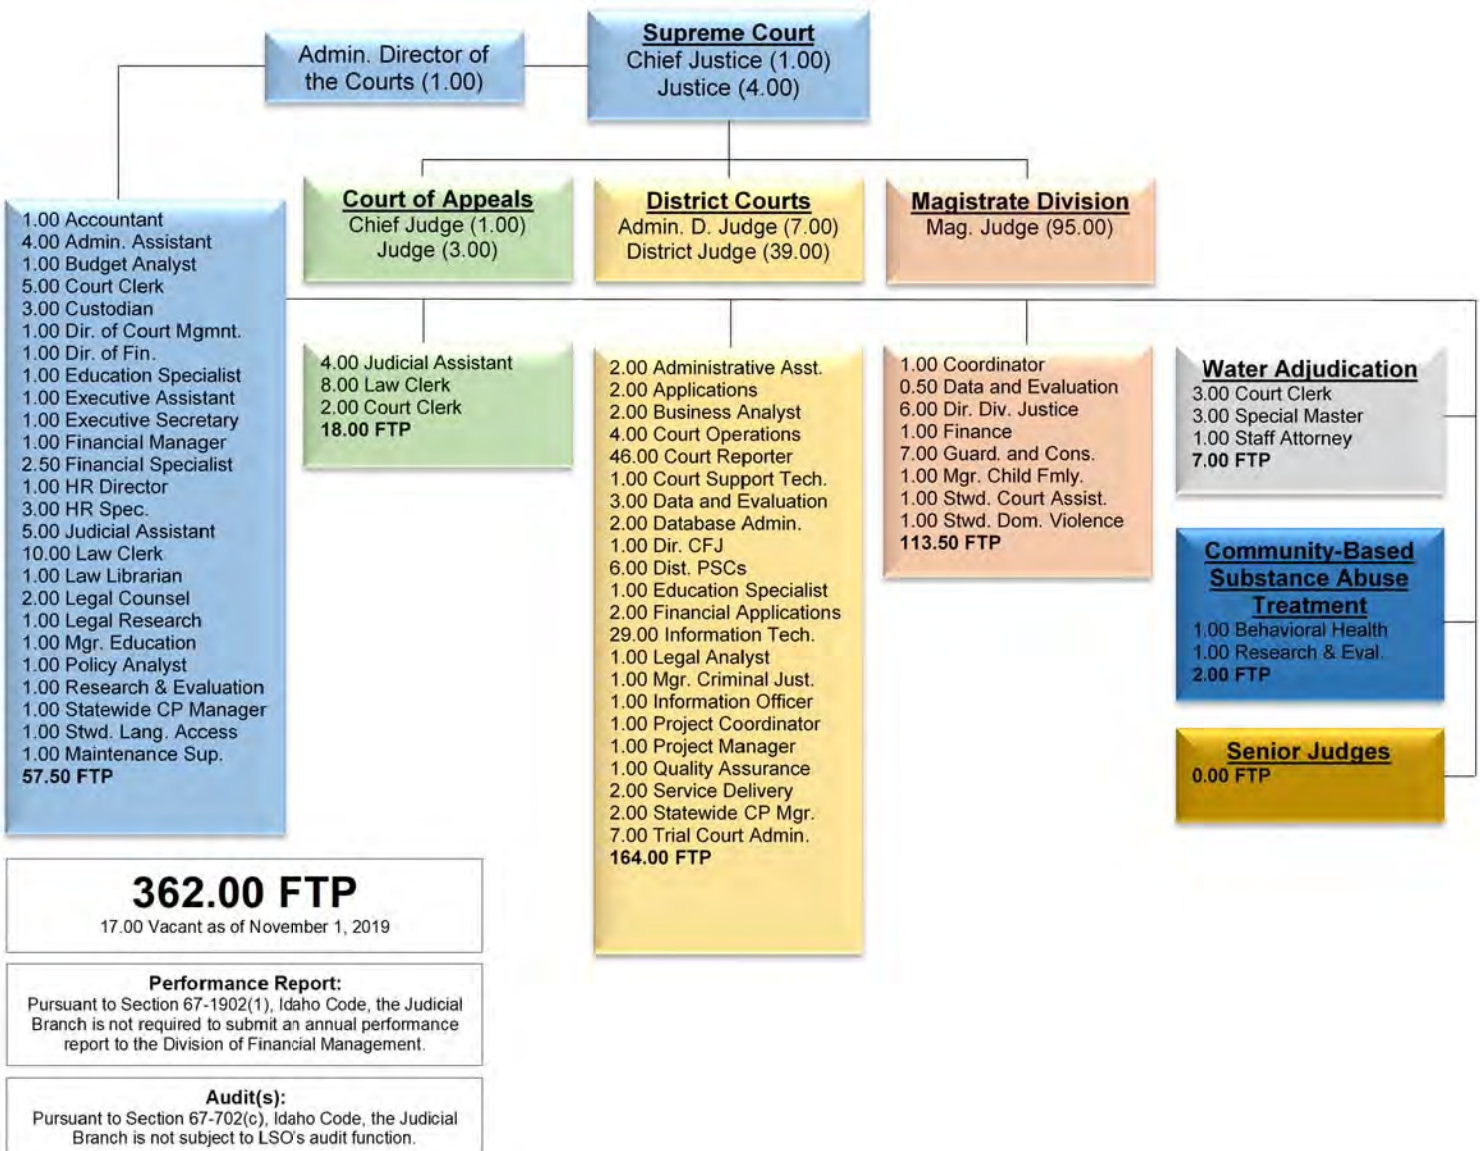 Admin. Director of
the Courts (1.00)
Supreme Court
Chief Justice (1.00)
Justice (4.00)
Court of Appeals
Chief Judge (1.00)
Judge (3.00)
District Courts
Admin. D. Judge (7.00)
District Judge (39.00)
Magistrate Division
Mag. Judge (95.00)
1.00 Accountant
4.00 Admin. Assistant
1.00 Budget Analyst
5.00 Court Clerk
3.00 Custodian
1.00 Dir. of Court Mgmnt.
1.00 Dir. of Fin.
1.00 Education Specialist
1.00 Executive Assistant
1.00 Executive Secretary
1.00 Financial Manager
2.50 Financial Specialist
1.00 HR Director
3.00 HR Spec.
5.00 Judicial Assistant
10.00 Law Clerk
1.00 Law Librarian
2.00 Legal Counsel
1.00 Legal Research
1.00 Mgr. Education
1.00 Policy Analyst
1.00 Research & Evaluation
1.00 Statewide CP Manager
1.00 Stwd. Lang. Access
1.00 Maintenance Sup.
57.50 FTP
4.00 Judicial Assistant
8.00 Law Clerk
2.00 Court Clerk
18.00 FTP
2.00 Administrative Asst.
2.00 Applications
2.00 Business Analyst
4.00 Court Operations
46.00 Court Reporter
1.00 Court Support Tech.
3.00 Data and Evaluation
2.00 Database Admin.
1.00 Dir. CFJ
6.00 Dist. PSCs
1.00 Education Specialist
2.00 Financial Applications
29.00 Information Tech.
1.00 Legal Analyst
1.00 Mgr. Criminal Just.
1.00 Information Officer
1.00 Project Coordinator
1.00 Project Manager
1.00 Quality Assurance
2.00 Service Delivery
2.00 Statewide CP Mgr.
7.00 Trial Court Admin.
164.00 FTP
1.00 Coordinator
0.50 Data and Evaluation
6.00 Dir. Div. Justice
1.00 Finance
7.00 Guard. and Cons.
1.00 Mgr. Child Fmly.
1.00 Stwd. Court Assist.
1.00 Stwd. Dom. Violence
113.50 FTP
Water Adjudication
3.00 Court Clerk
3.00 Special Master
1.00 Staff Attorney
7.00 FTP
Community-Based
Substance Abuse
Treatment
1.00 Behavioral Health
1.00 Research & Eval.
2.00 FTP
Senior Judges
0.00 FTP
362.00 FTP
17.00 Vacant as of November 1, 2019
Performance Report:
Pursuant to Section 67-1902(1), Idaho Code, the Judicial
Branch is not required to submit an annual performance
report to the Division of Financial Management.
Audit(s):
Pursuant to Section 67-702(c), Idaho Code, the Judicial
Branch is not subject to LSO's audit function.